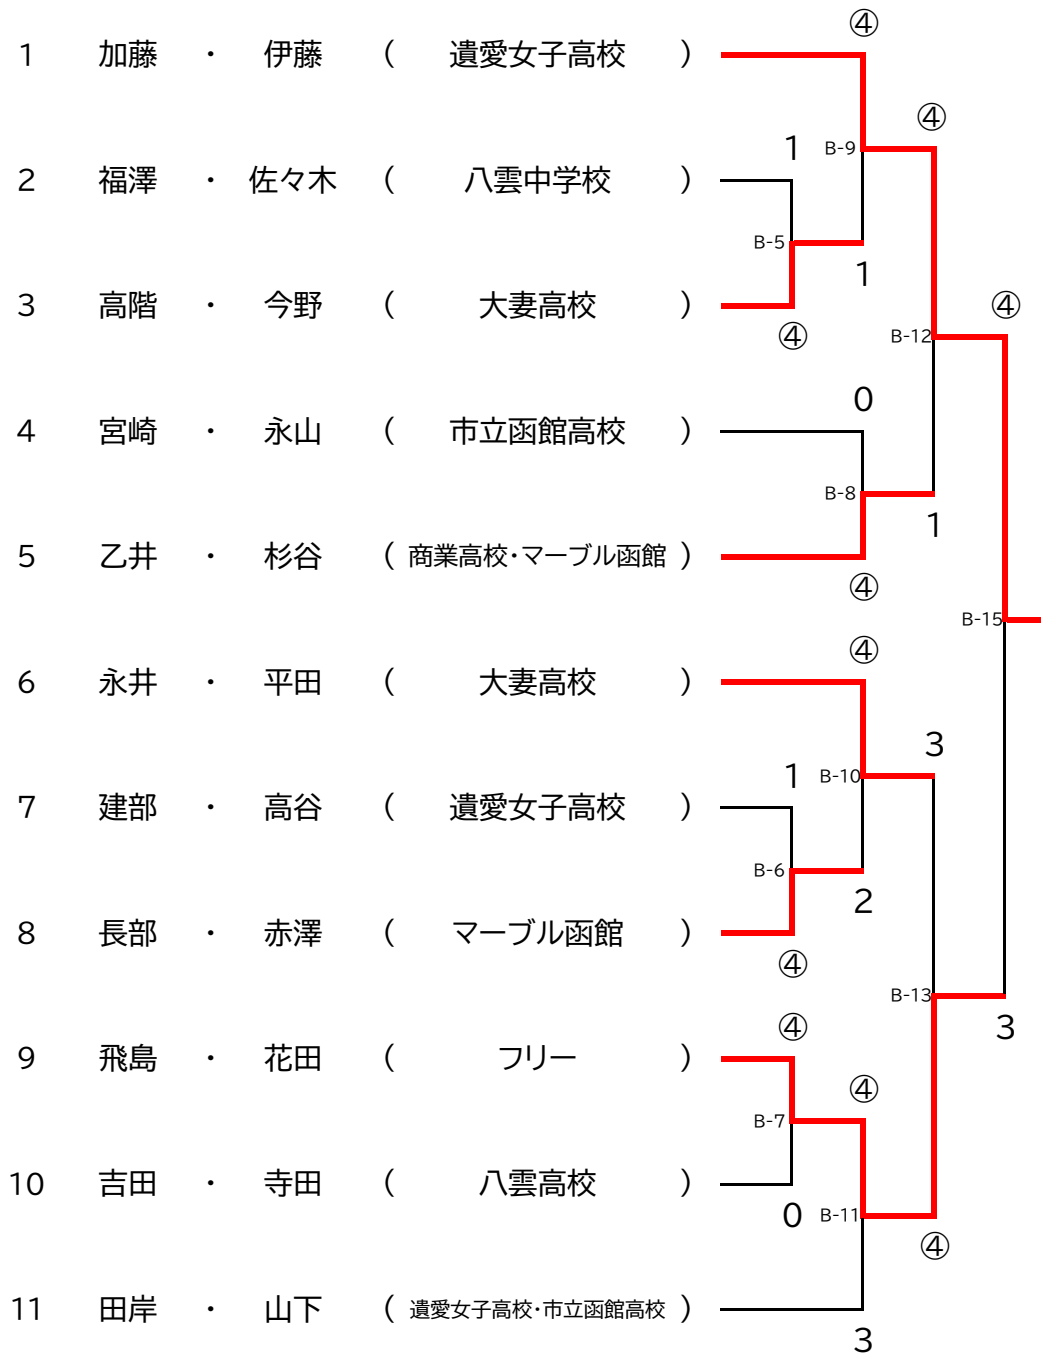 ④
1 加藤 ・ 伊藤 ( 遺愛女子高校 )
④
1 B-9
2 福澤 ・ 佐々木 ( 八雲中学校 )
B-5
1
3 高階 ・ 今野 ( 大妻高校 )
④
④ B-12
0
4 宮崎 ・ 永山 ( 市立函館高校 )
B-8
1
5 乙井 ・ 杉谷 ( 商業高校・マーブル函館 )
④
B-15
④
6 永井 ・ 平田 ( 大妻高校 )
3
1 B-10
7 建部 ・ 高谷 ( 遺愛女子高校 )
B-6
2
8 長部 ・ 赤澤 ( マーブル函館 )
④
B-13
④ 3
9 飛島 ・ 花田 ( フリー )
④
B-7
10 吉田 ・ 寺田 ( 八雲高校 )
0 B-11
④
11 田岸 ・ 山下 ( 遺愛女子高校・市立函館高校 )
3